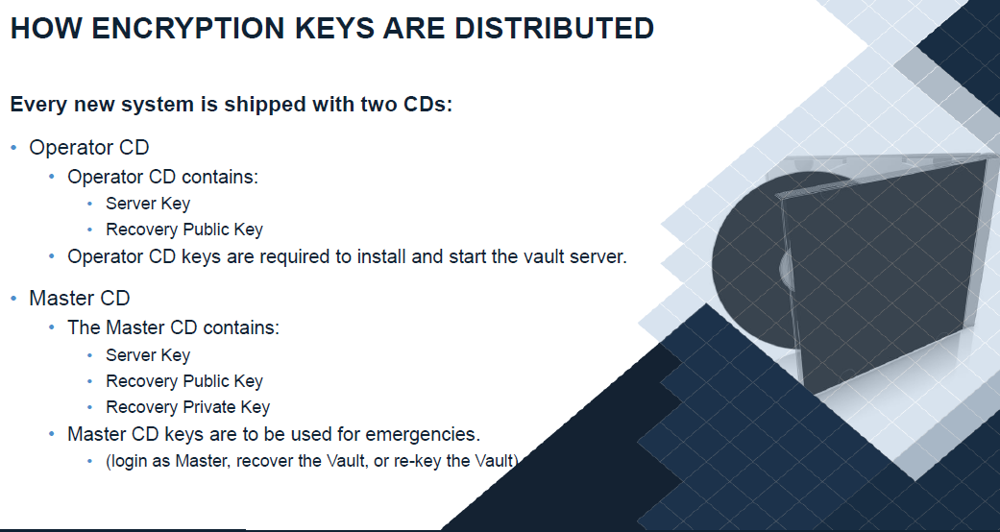 HOW ENCRYPTION KEYS ARE DISTRIBUTED
Every new system is shipped with two CDs:
• Operator CD
• Operator CD contains:
• Server Key
• Recovery Public Key
• Operator CD keys are required to install and start the vault server.
• Master CD
• The Master CD contains:
• Server Key
• Recovery Public Key
• Recovery Private Key
• Master CD keys are to be used for emergencies.
• (login as Master, recover the Vault, or re-key the Vault)